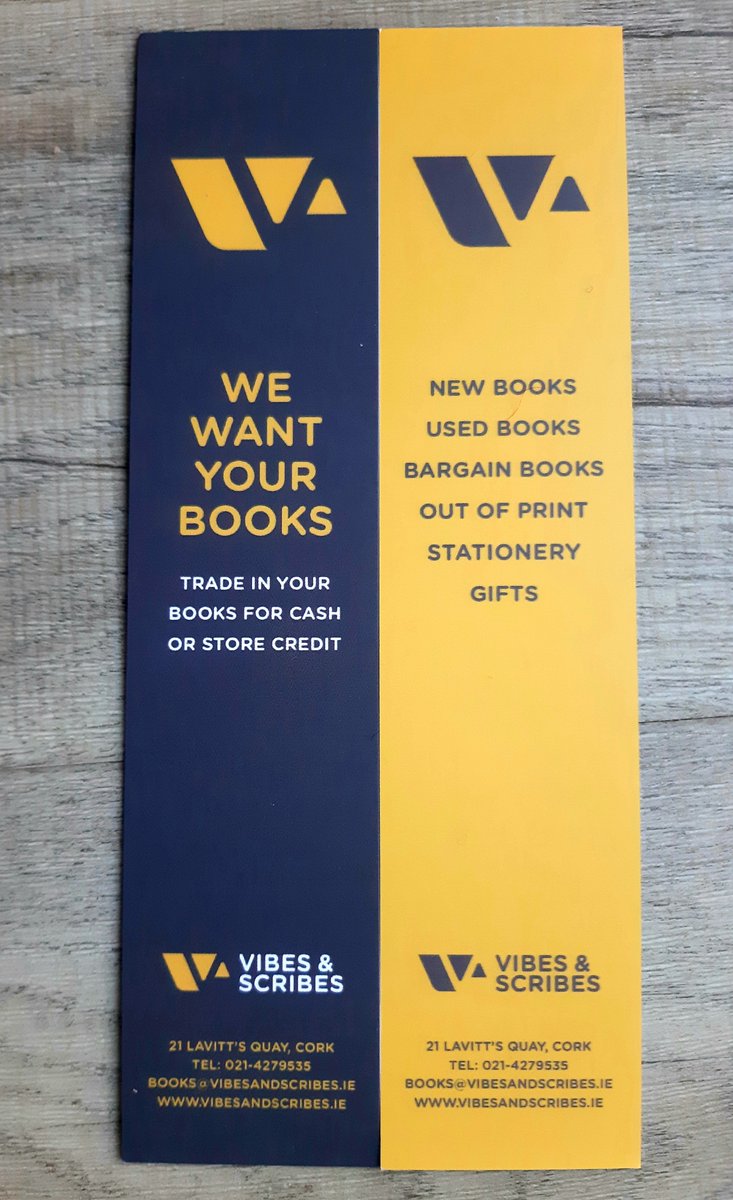 WE
WANT
YOUR
BOOKS
TRADE IN YOUR
BOOKS FOR CASH
OR STORE CREDIT
VIBES &
SCRIBES
21 LAVITT'S QUAY, CORK
TEL: 021-4279535
BOOKS@VIBESANDSCRIBES.IE
WWW.VIBESANDSCRIBES.IE
NEW BOOKS
USED BOOKS
BARGAIN BOOKS
OUT OF PRINT
STATIONERY
GIFTS
VIBES &
SCRIBES
21 LAVITT'S QUAY, CORK
TEL: 021-4279535
BOOKS@VIBESANDSCRIBES.IE
WWW.VIBESANDSCRIBES.IE